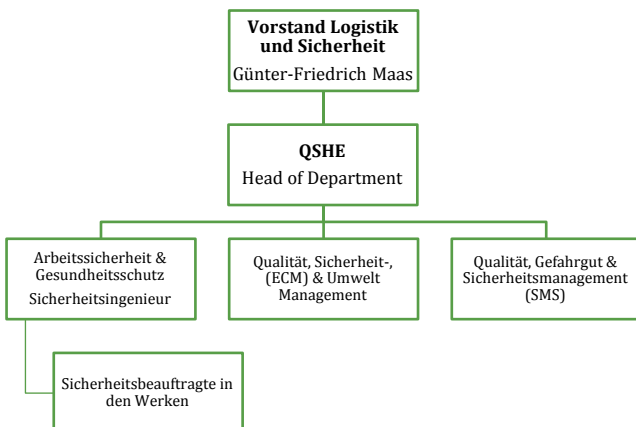 Vorstand Logistik
und Sicherheit
Günter-Friedrich Maas
QSHE
Head of Department
Arbeitssicherheit &
Gesundheitsschutz
Sicherheitsingenieur
Qualität, Sicherheit-,
(ECM) & Umwelt
Management
Qualität, Gefahrgut &
Sicherheitsmanagement
(SMS)
Sicherheitsbeauftragte in
den Werken